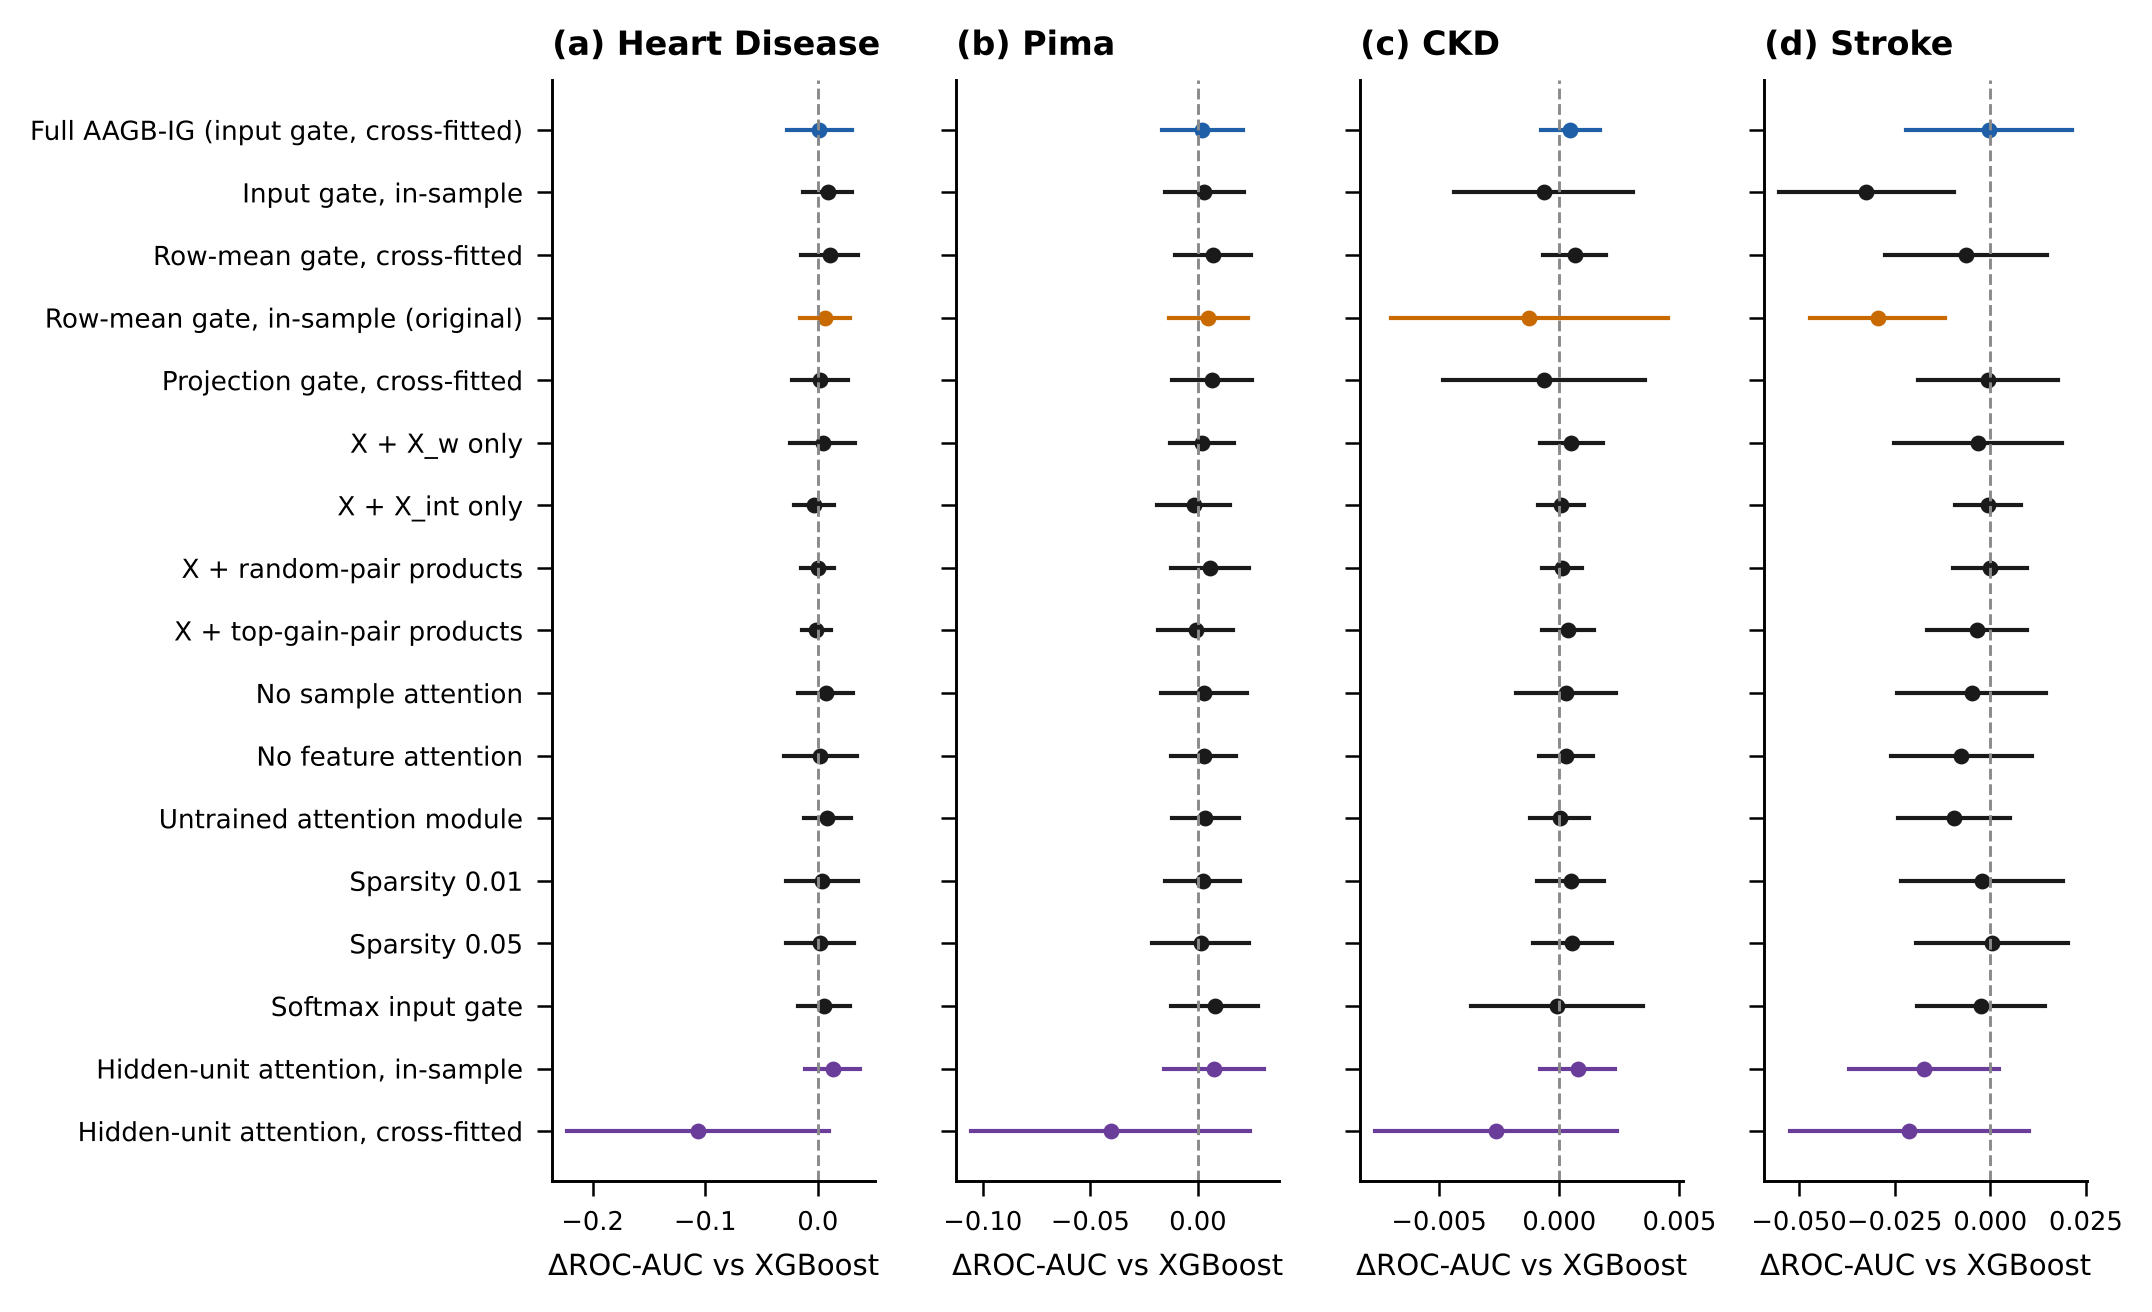 (a) Heart Disease
(b) Pima
(c) CKD
(d) Stroke
Full AAGB-IG (input gate, cross-fitted)
Input gate, in-sample
Row-mean gate, cross-fitted
Row-mean gate, in-sample (original)
Projection gate, cross-fitted
X + X_w only
X + X_int only
X + random-pair products
X + top-gain-pair products
No sample attention
No feature attention
Untrained attention module
Sparsity 0.01
Sparsity 0.05
Softmax input gate
Hidden-unit attention, in-sample
Hidden-unit attention, cross-fitted
−0.2 −0.1 0.0
−0.10 −0.05 0.00
−0.005 0.000 0.005
−0.050 −0.025 0.000 0.025
ΔROC-AUC vs XGBoost
ΔROC-AUC vs XGBoost
ΔROC-AUC vs XGBoost
ΔROC-AUC vs XGBoost